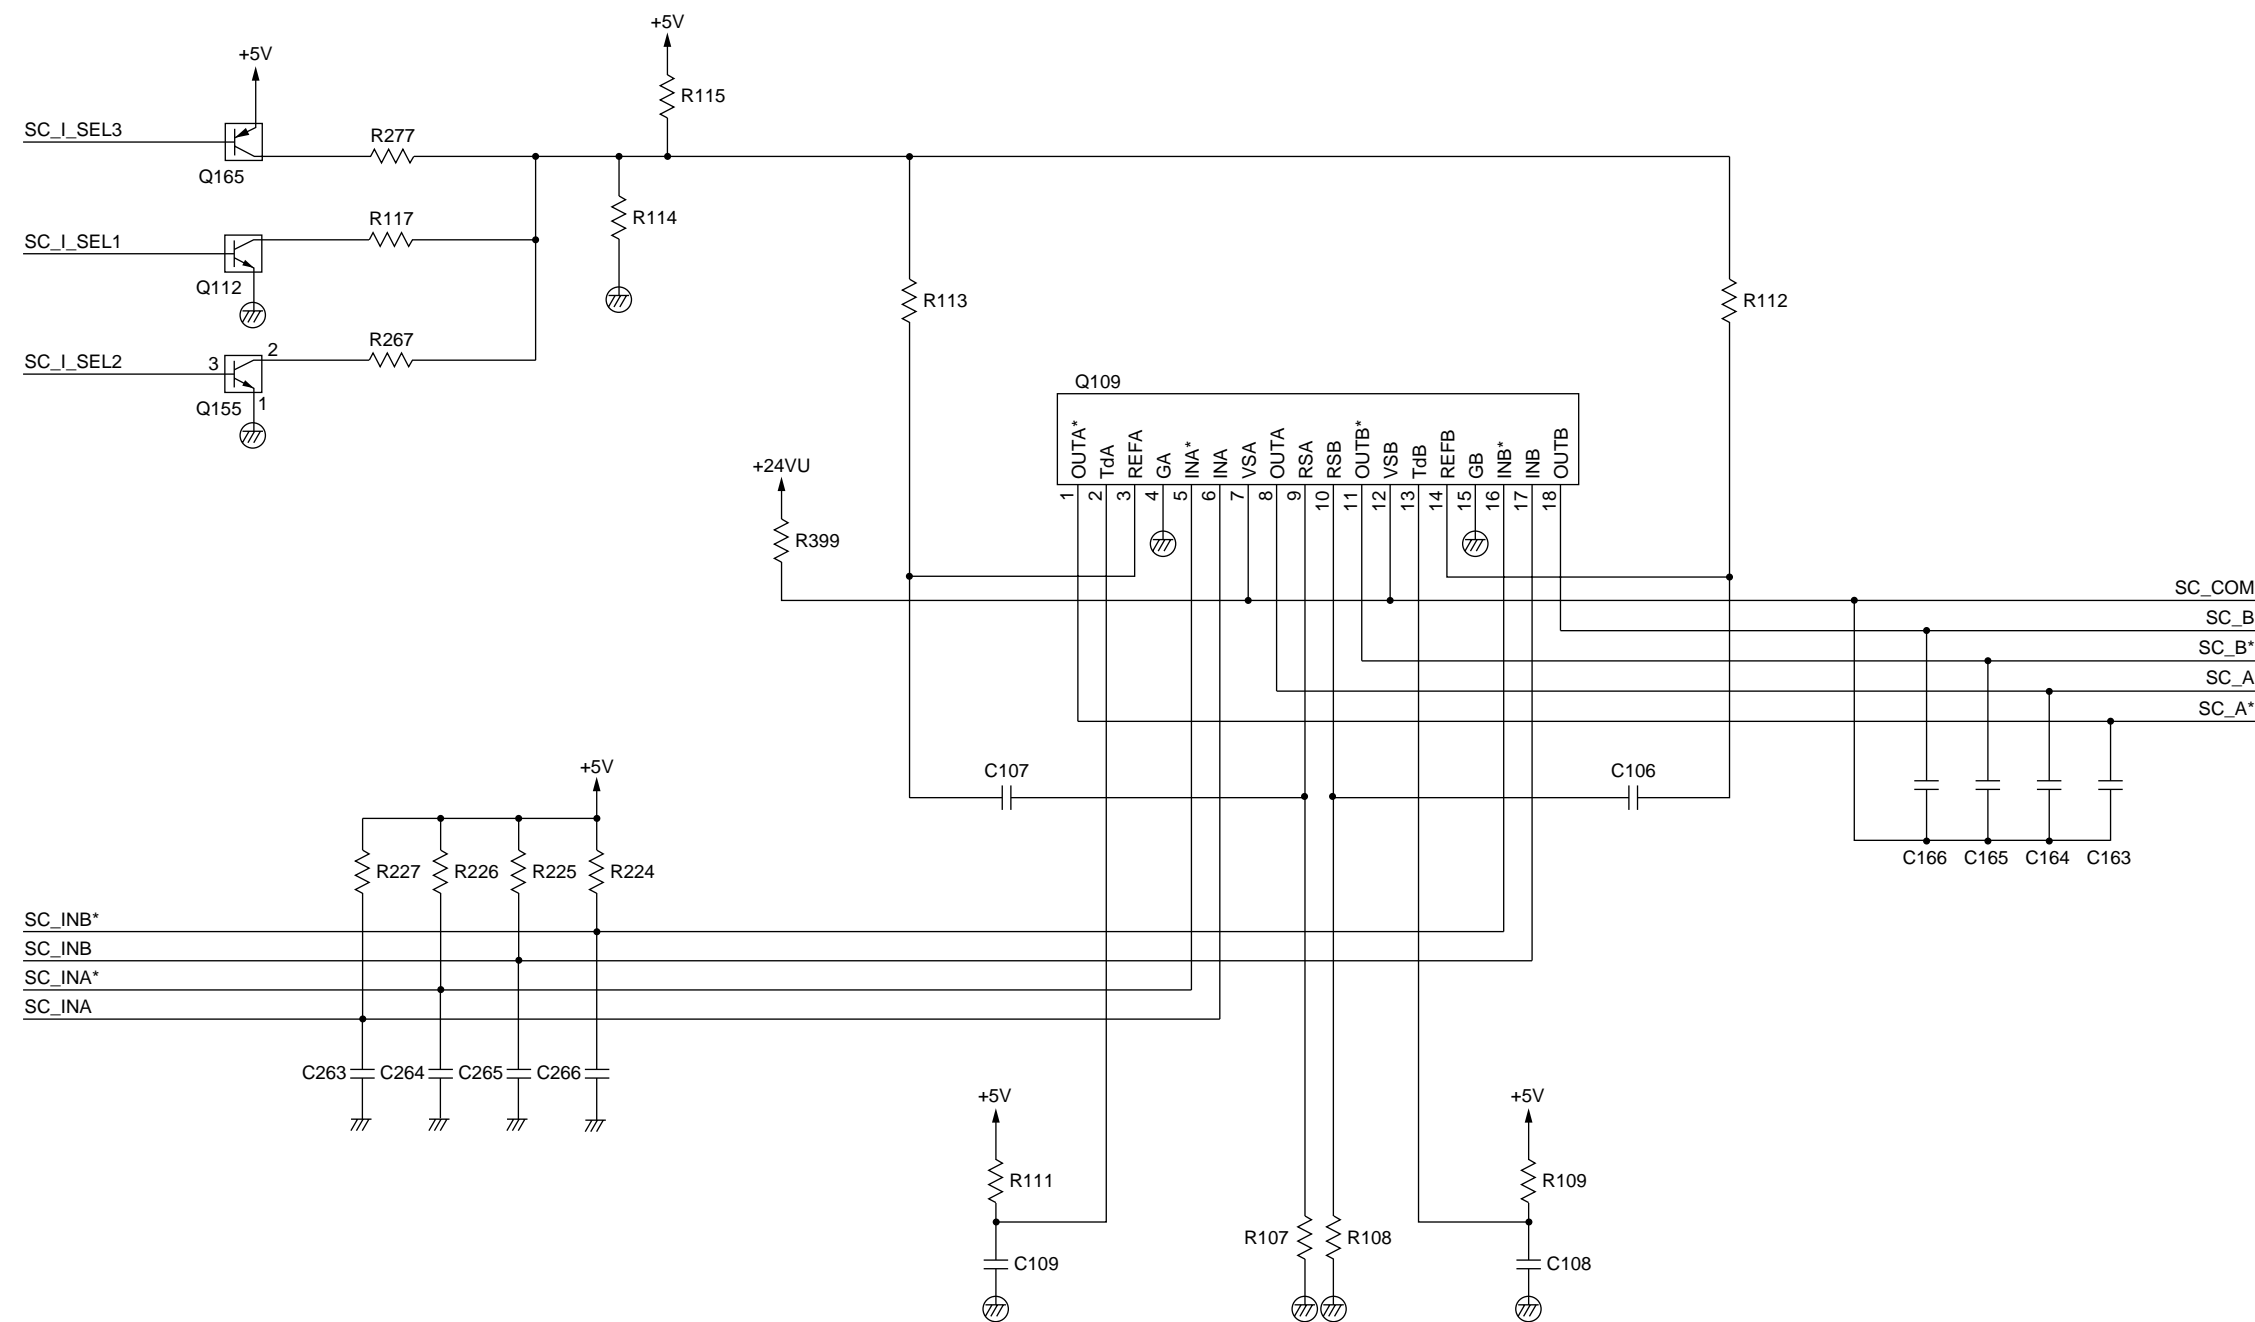 +5V
+5V
R115
SC_I_SEL3
R277
Q165
SC_I_SEL1
R117
R114
Q112
R113
R112
SC_I_SEL2
3
2
R267
Q155
1
Q109
OUTA*
TdA
REFA
GA
INA*
INA
VSA
OUTA
RSA
RSB
OUTB*
VSB
TdB
REFB
GB
INB*
INB
OUTB
1
2
3
4
5
6
7
8
9
10
11
12
13
14
15
16
17
18
+24VU
R399
SC_COM
SC_B
SC_B*
SC_A
SC_A*
+5V
C107
C106
R227
R226
R225
R224
C166
C165
C164
C163
SC_INB*
SC_INB
SC_INA*
SC_INA
C263
C264
C265
C266
+5V
+5V
R111
R109
R107
R108
C109
C108